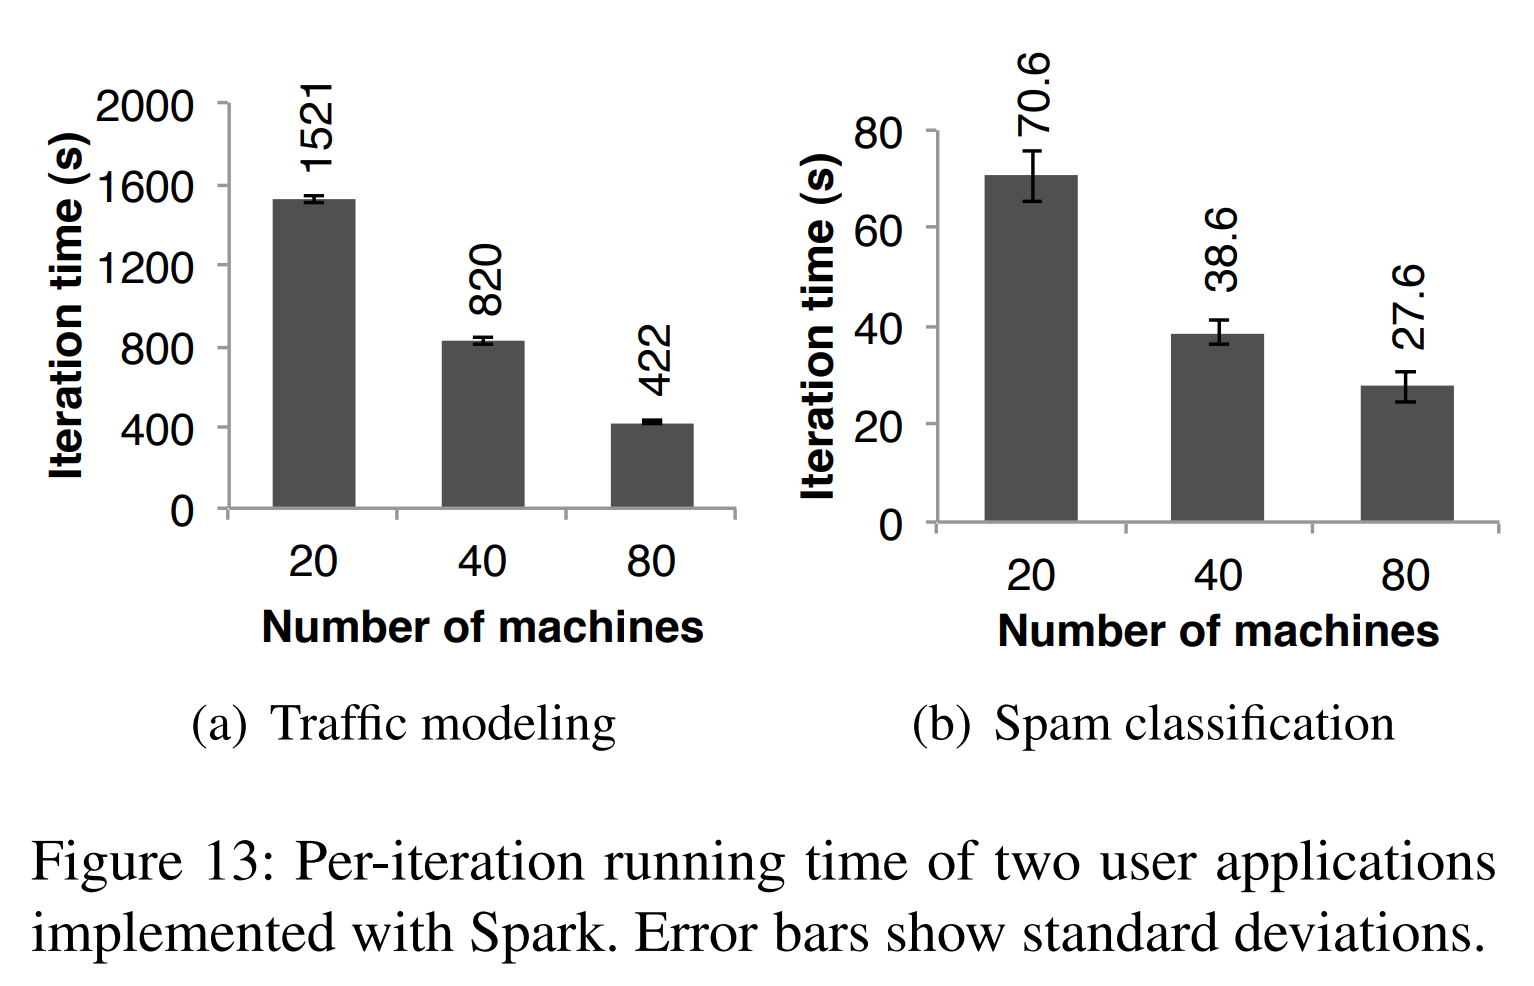 2000
1600
1200
800
400
0
Iteration time (s)
1521
820
422
20 40 80
Number of machines
(a) Traffic modeling
80
60
40
20
0
Iteration time (s)
70.6
38.6
27.6
20 40 80
Number of machines
(b) Spam classification
Figure 13: Per-iteration running time of two user applications
implemented with Spark. Error bars show standard deviations.